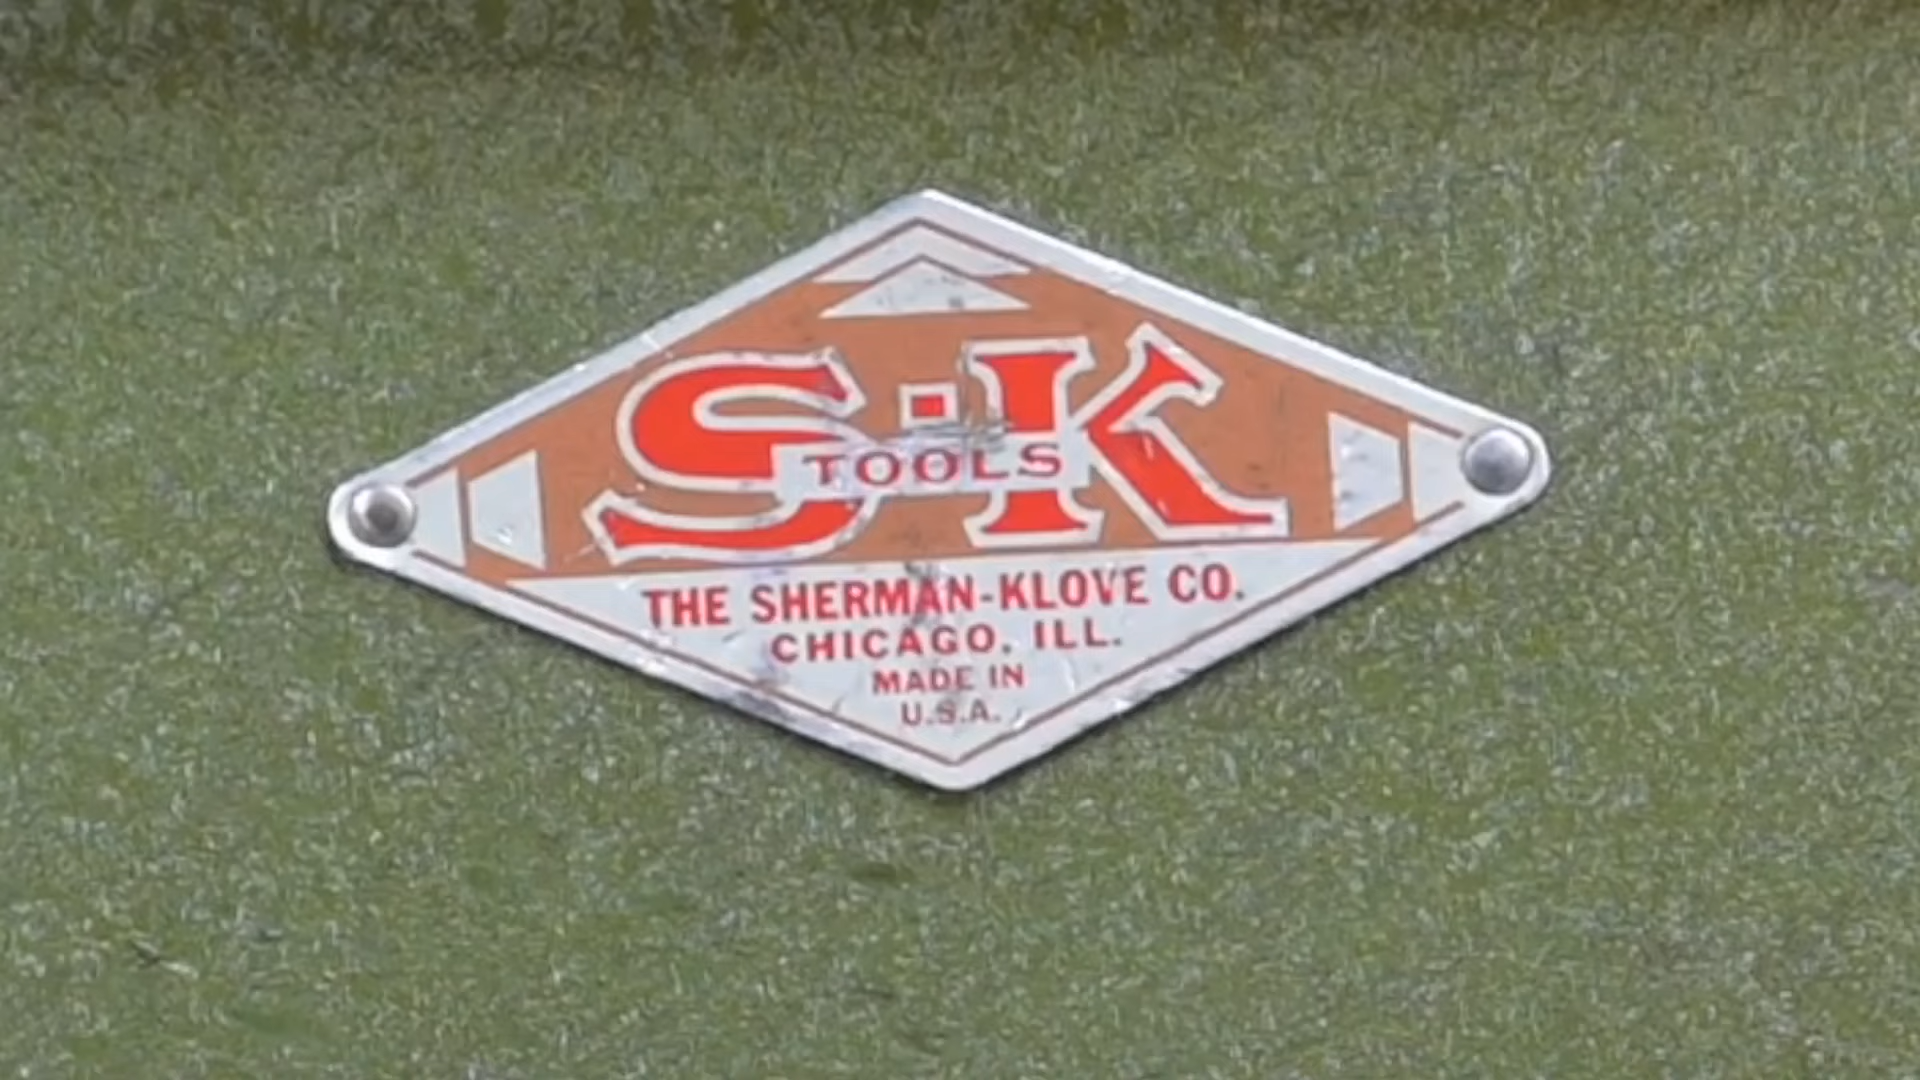 S·K
TOOLS
THE SHERMAN-KLOVE CO.
CHICAGO, ILL.
MADE IN
U.S.A.